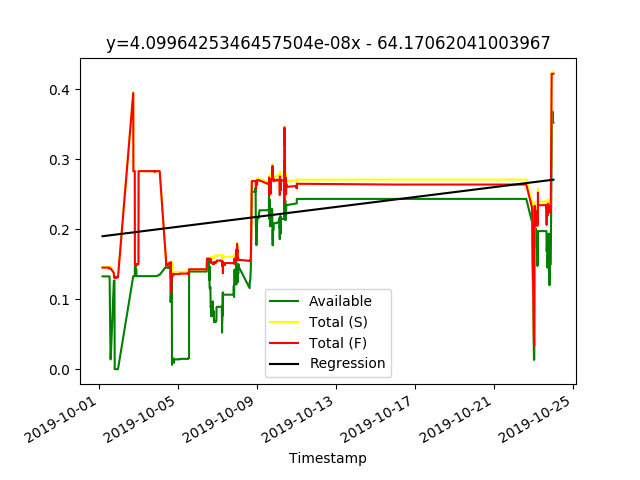 y=4.0996425346457504e-08x - 64.17062041003967
0.4
0.3
0.2
0.1
0.0
Available
Total (S)
Total (F)
Regression
2019-10-01
2019-10-05
2019-10-09
2019-10-13
2019-10-17
2019-10-21
2019-10-25
Timestamp